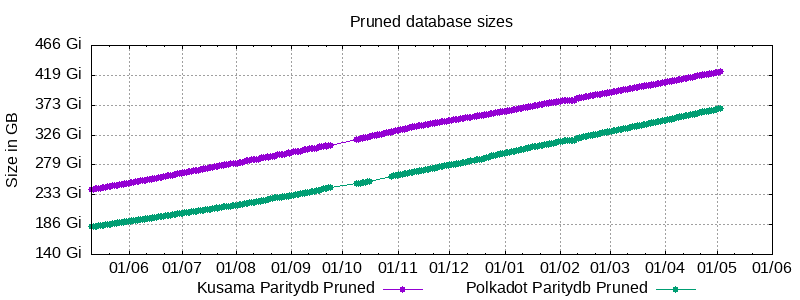 Pruned database sizes
466 Gi
419 Gi
373 Gi
326 Gi
279 Gi
233 Gi
186 Gi
140 Gi
Size in GB
01/06 01/07 01/08 01/09 01/10 01/11 01/12 01/01 01/02 01/03 01/04 01/05 01/06
Kusama Paritydb Pruned Polkadot Paritydb Pruned